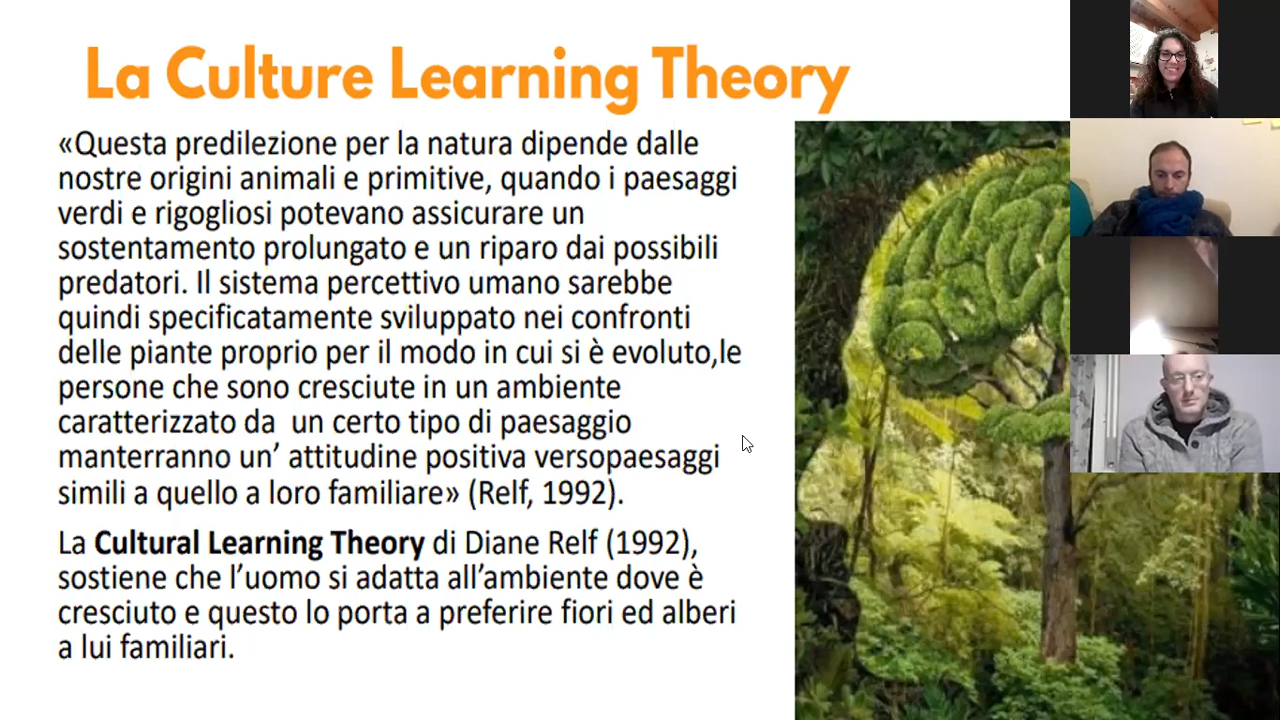 La Culture Learning Theory
«Questa predilezione per la natura dipende dalle
nostre origini animali e primitive, quando i paesaggi
verdi e rigogliosi potevano assicurare un
sostentamento prolungato e un riparo dai possibili
predatori. Il sistema percettivo umano sarebbe
quindi specificatamente sviluppato nei confronti
delle piante proprio per il modo in cui si è evoluto,le
persone che sono cresciute in un ambiente
caratterizzato da  un certo tipo di paesaggio
manterranno un’ attitudine positiva versopaesaggi
simili a quello a loro familiare» (Relf, 1992).
La Cultural Learning Theory di Diane Relf (1992),
sostiene che l’uomo si adatta all’ambiente dove è
cresciuto e questo lo porta a preferire fiori ed alberi
a lui familiari.